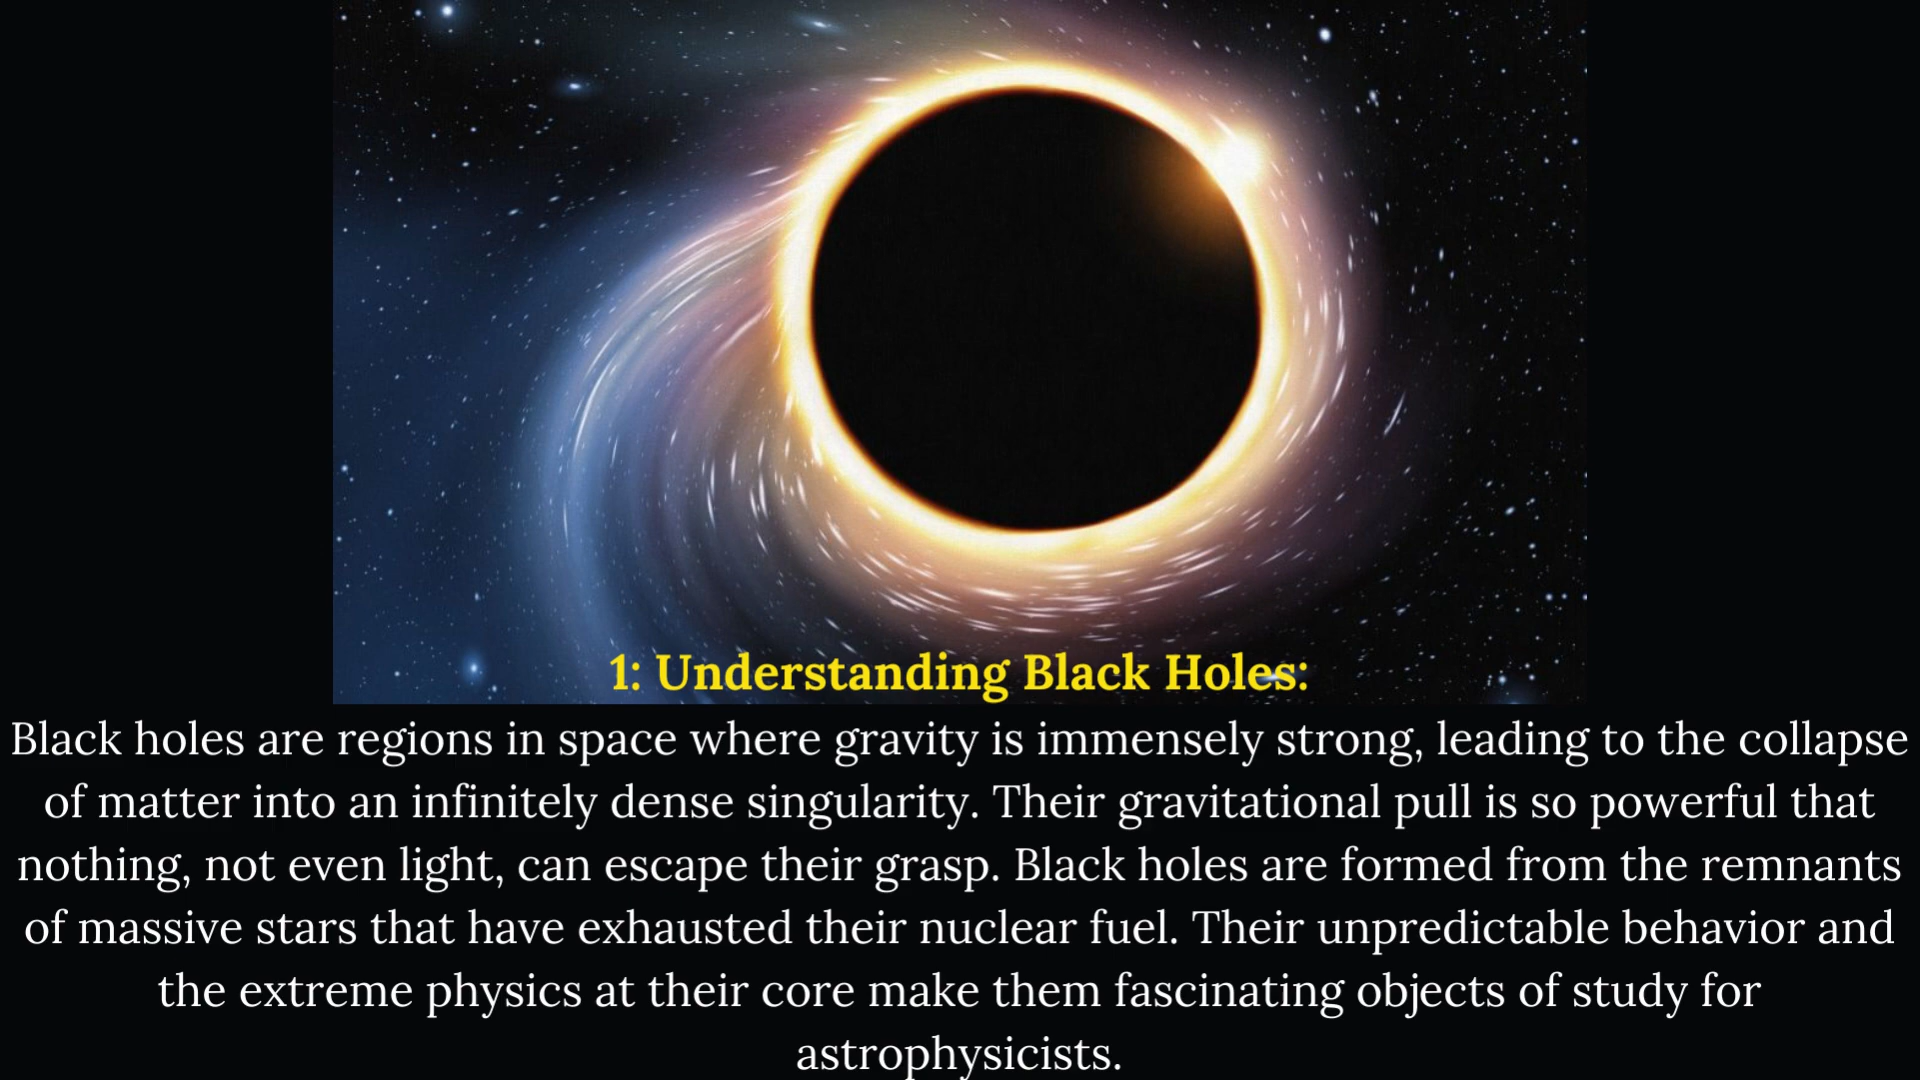 1: Understanding Black Holes:
Black holes are regions in space where gravity is immensely strong, leading to the collapse
of matter into an infinitely dense singularity. Their gravitational pull is so powerful that
nothing, not even light, can escape their grasp. Black holes are formed from the remnants
of massive stars that have exhausted their nuclear fuel. Their unpredictable behavior and
the extreme physics at their core make them fascinating objects of study for
astrophysicists.